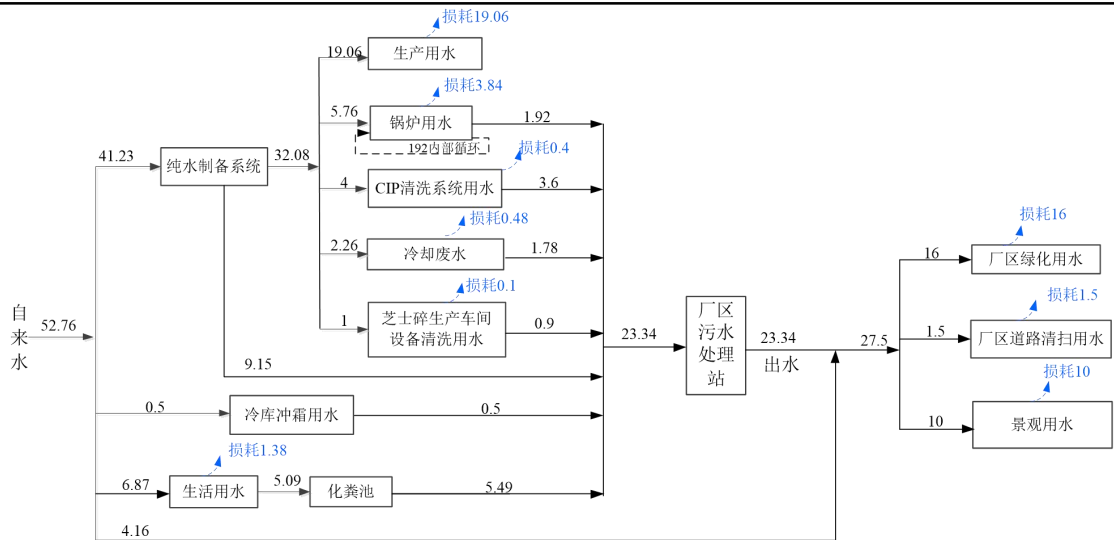 损耗19.06
19.06
生产用水
损耗3.84
5.76
锅炉用水
1.92
192内部循环
损耗0.4
41.23
纯水制备系统
32.08
4
CIP清洗系统用水
3.6
损耗0.48
2.26
冷却废水
1.78
损耗0.1
1
芝士碎生产车间
设备清洗用水
0.9
自
来
水
52.76
9.15
23.34
厂区
污水
处理
站
23.34
出水
27.5
损耗16
16
厂区绿化用水
损耗1.5
1.5
厂区道路清扫用水
损耗10
10
景观用水
0.5
冷库冲霜用水
0.5
损耗1.38
6.87
生活用水
5.09
化粪池
5.49
4.16